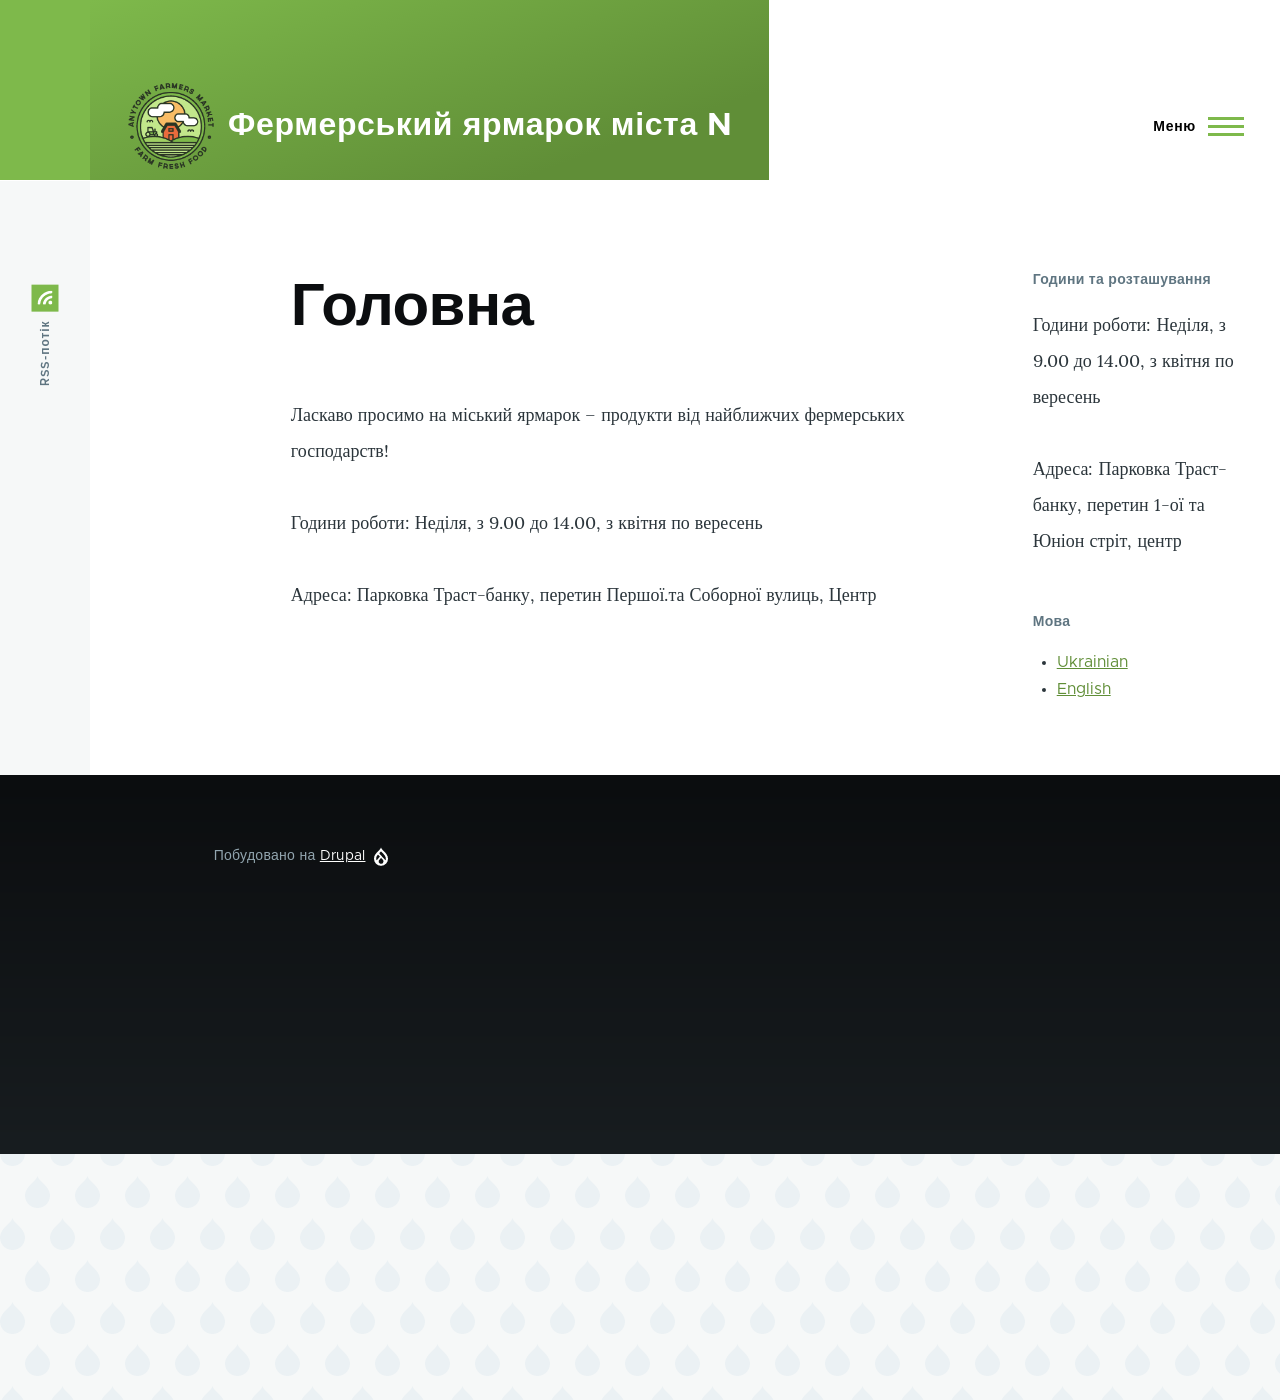 ANYTOWN FARMERS MARKET
FARM FRESH FOOD
Фермерський ярмарок міста N
Меню
RSS-потік
Головна
Ласкаво просимо на міський ярмарок – продукти від найближчих фермерських
господарств!
Години роботи: Неділя, з 9.00 до 14.00, з квітня по вересень
Адреса: Парковка Траст-банку, перетин Першої.та Соборної вулиць, Центр
Години та розташування
Години роботи: Неділя, з
9.00 до 14.00, з квітня по
вересень
Адреса: Парковка Траст-
банку, перетин 1-ої та
Юніон стріт, центр
Мова
Ukrainian
English
Побудовано на Drupal